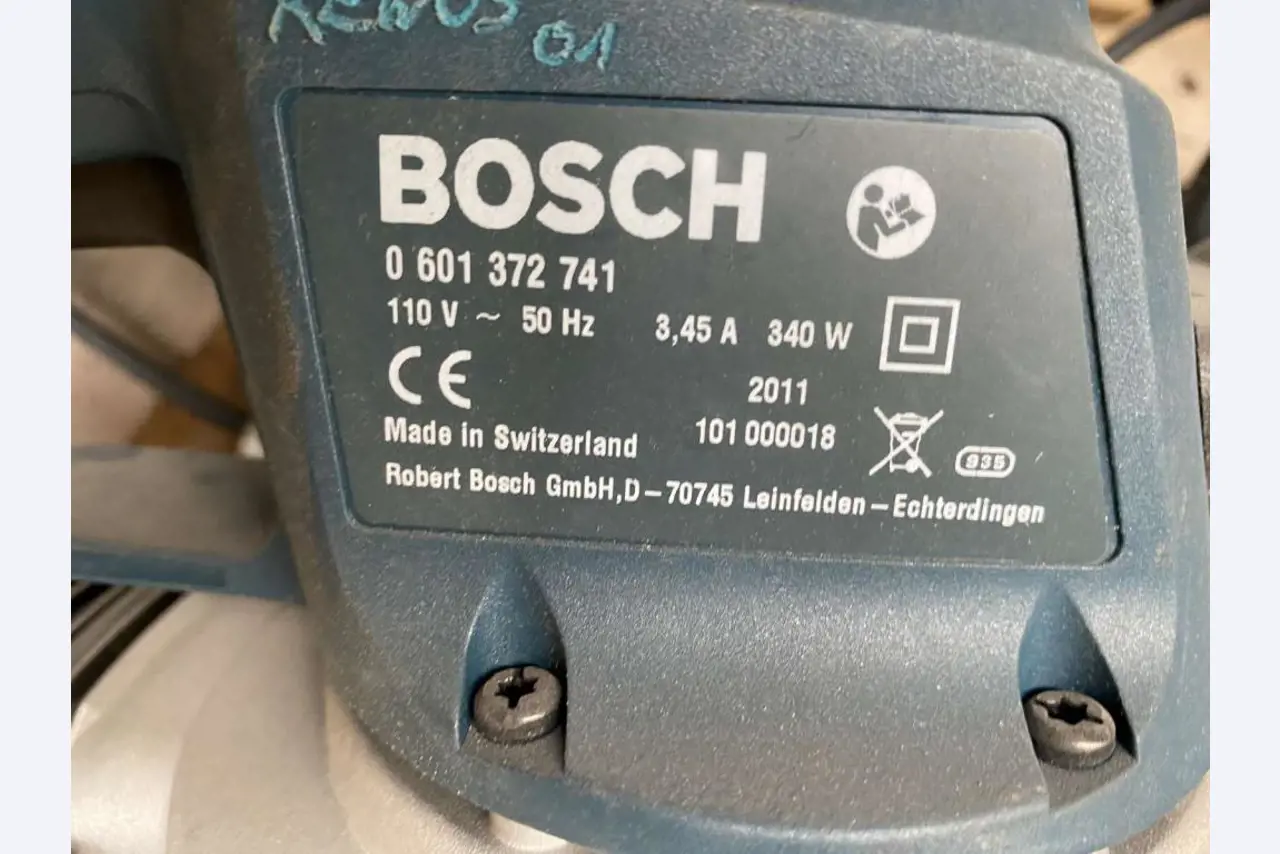 01
BOSCH
0 601 372 741
110 V ~ 50 Hz 3,45 A 340 W
CE
2011
Made in Switzerland 101 000018
935
Robert Bosch GmbH,D-70745 Leinfelden-Echterdingen